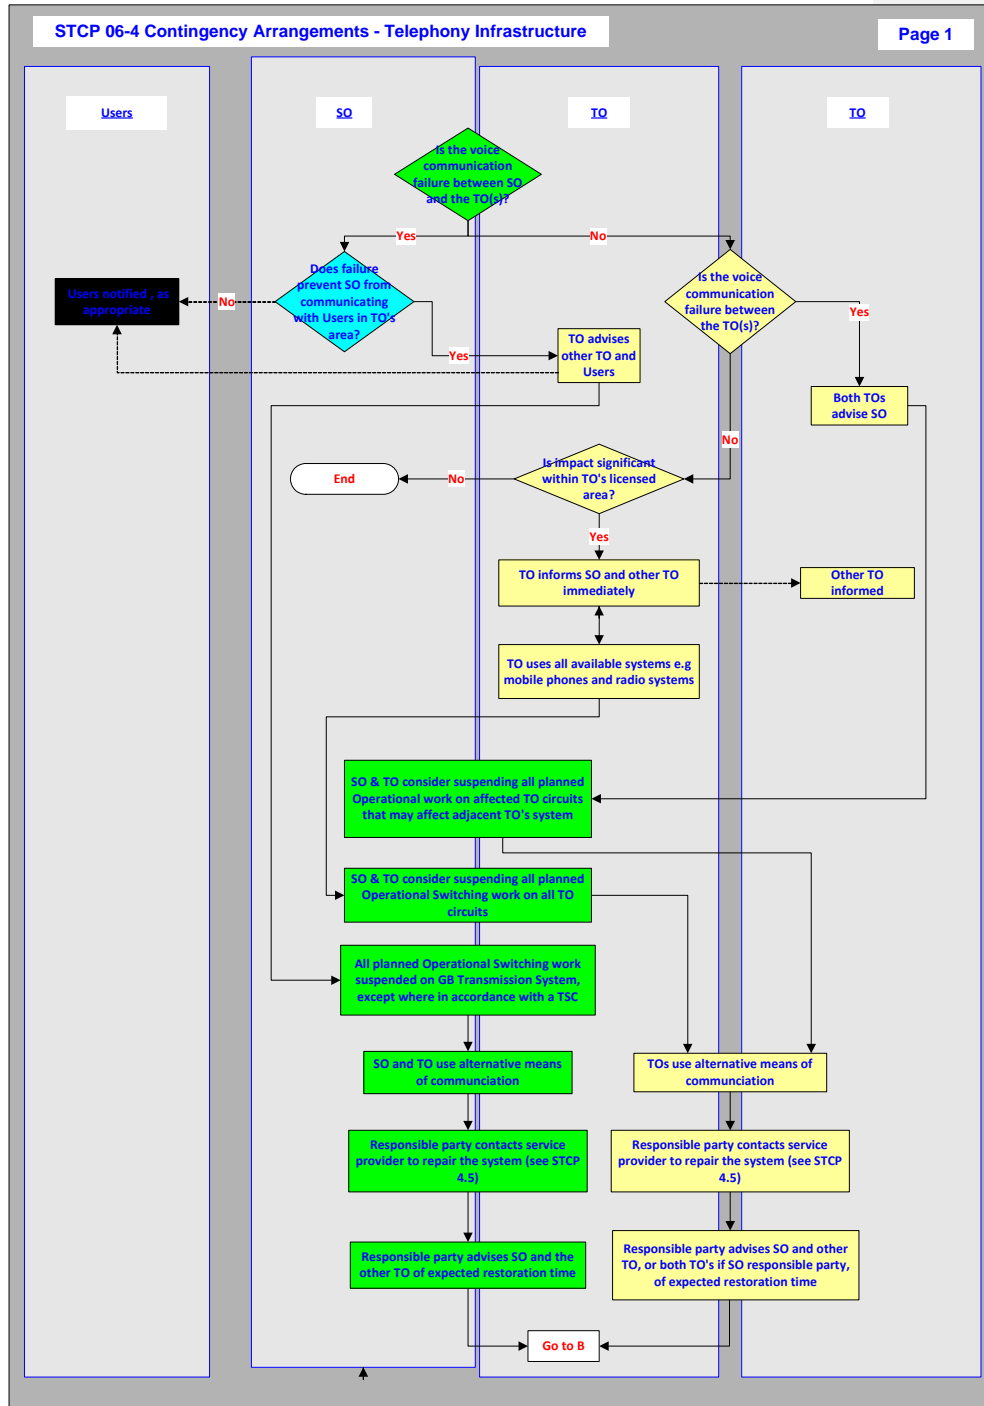 STCP 06-4 Contingency Arrangements - Telephony Infrastructure
Page 1
Users
SO
TO
TO
Is the voice
communication
failure between SO
and the TO(s)?
Yes
No
Does failure
prevent SO from
communicating
with Users in TO's
area?
Is the voice
communication
failure between
the TO(s)?
Users notified , as
appropriate
No
Yes
Yes
TO advises
other TO and
Users
Both TOs
advise SO
No
Is impact significant
within TO's licensed
area?
No
End
Yes
TO informs SO and other TO
immediately
Other TO
informed
TO uses all available systems e.g
mobile phones and radio systems
SO & TO consider suspending all planned
Operational work on affected TO circuits
that may affect adjacent TO's system
SO & TO consider suspending all planned
Operational Switching work on all TO
circuits
All planned Operational Switching work
suspended on GB Transmission System,
except where in accordance with a TSC
SO and TO use alternative means
of communciation
TOs use alternative means of
communciation
Responsible party contacts service
provider to repair the system (see STCP
4.5)
Responsible party contacts service
provider to repair the system (see STCP
4.5)
Responsible party advises SO and the
other TO of expected restoration time
Responsible party advises SO and other
TO, or both TO's if SO responsible party,
of expected restoration time
Go to B